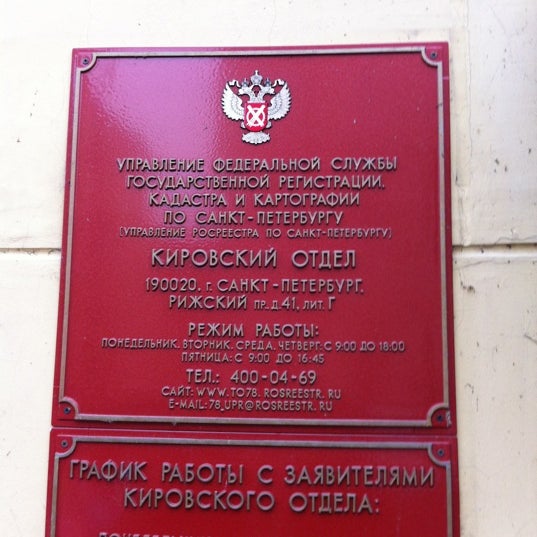 УПРАВЛЕНИЕ ФЕДЕРАЛЬНОЙ СЛУЖБЫ
ГОСУДАРСТВЕННОЙ РЕГИСТРАЦИИ,
КАДАСТРА И КАРТОГРАФИИ
ПО САНКТ-ПЕТЕРБУРГУ
(УПРАВЛЕНИЕ РОСРЕЕСТРА ПО САНКТ-ПЕТЕРБУРГУ)
КИРОВСКИЙ ОТДЕЛ
190020, г. САНКТ-ПЕТЕРБУРГ,
РИЖСКИЙ пр. д. 41, лит. Г
РЕЖИМ РАБОТЫ:
ПОНЕДЕЛЬНИК, ВТОРНИК, СРЕДА, ЧЕТВЕРГ: С 9 00 ДО 18:00
ПЯТНИЦА: С 9 00 ДО 16:45
ТЕЛ.: 400-04-69
САЙТ: WWW.TO78.ROSREESTR.RU
E-MAIL:78_UPR@ROSREESTR.RU
ГРАФИК РАБОТЫ С ЗАЯВИТЕЛЯМИ
КИРОВСКОГО ОТДЕЛА: